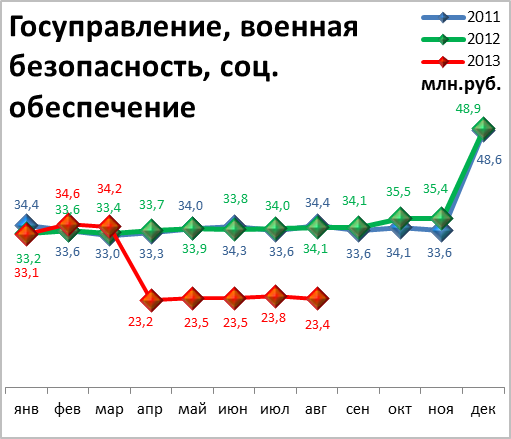 Госуправление, военная
безопасность, соц.
обеспечение
2011
2012
2013
млн.руб.
48,9
48,6
34,4 34,6 34,2 33,7 34,0 33,8 34,0 34,4 34,1 35,5 35,4
33,6 33,4
33,2 33,6 33,0 33,3 33,9 34,3 33,6 34,1 33,6 34,1 33,6
33,1
23,2 23,5 23,5 23,8 23,4
янв фев мар апр май июн июл авг сен окт ноя дек